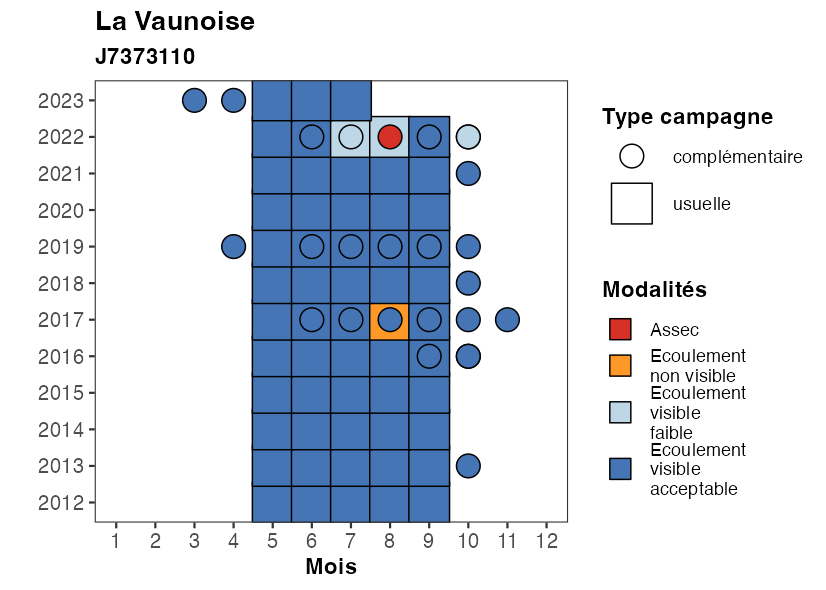 La Vaunoise
J7373110
2023
2022
2021
2020
2019
2018
2017
2016
2015
2014
2013
2012
1 2 3 4 5 6 7 8 9 10 11 12
Mois
Type campagne
complémentaire
usuelle
Modalités
Assec
Ecoulement
non visible
Ecoulement
visible
faible
Ecoulement
visible
acceptable